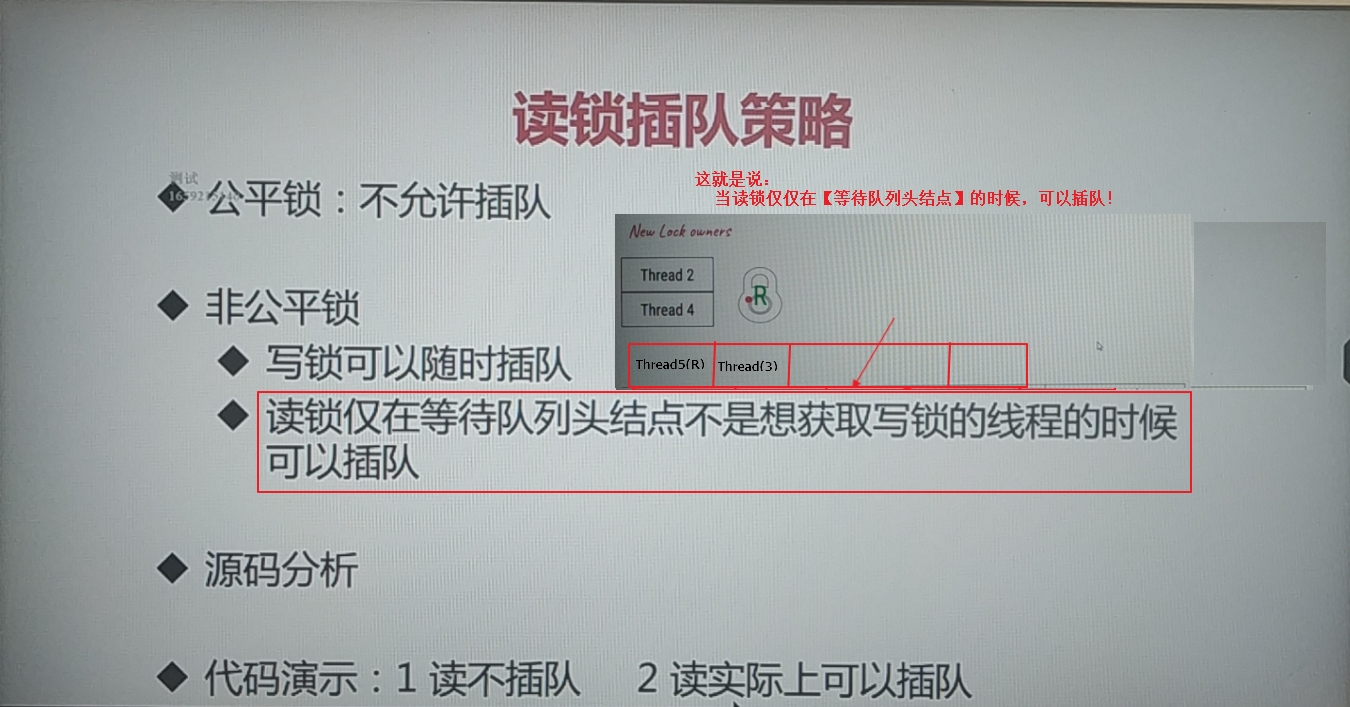 读锁插队策略
测试
公平锁：不允许插队
这就是说：
当读锁仅仅在【等待队列头结点】的时候，可以插队！
New Lock owners
Thread 2
R
Thread 4
非公平锁
写锁可以随时插队
Thread5(R) Thread(3)
读锁仅在等待队列头结点不是想获取写锁的线程的时候
可以插队
源码分析
代码演示：1 读不插队 2 读实际上可以插队